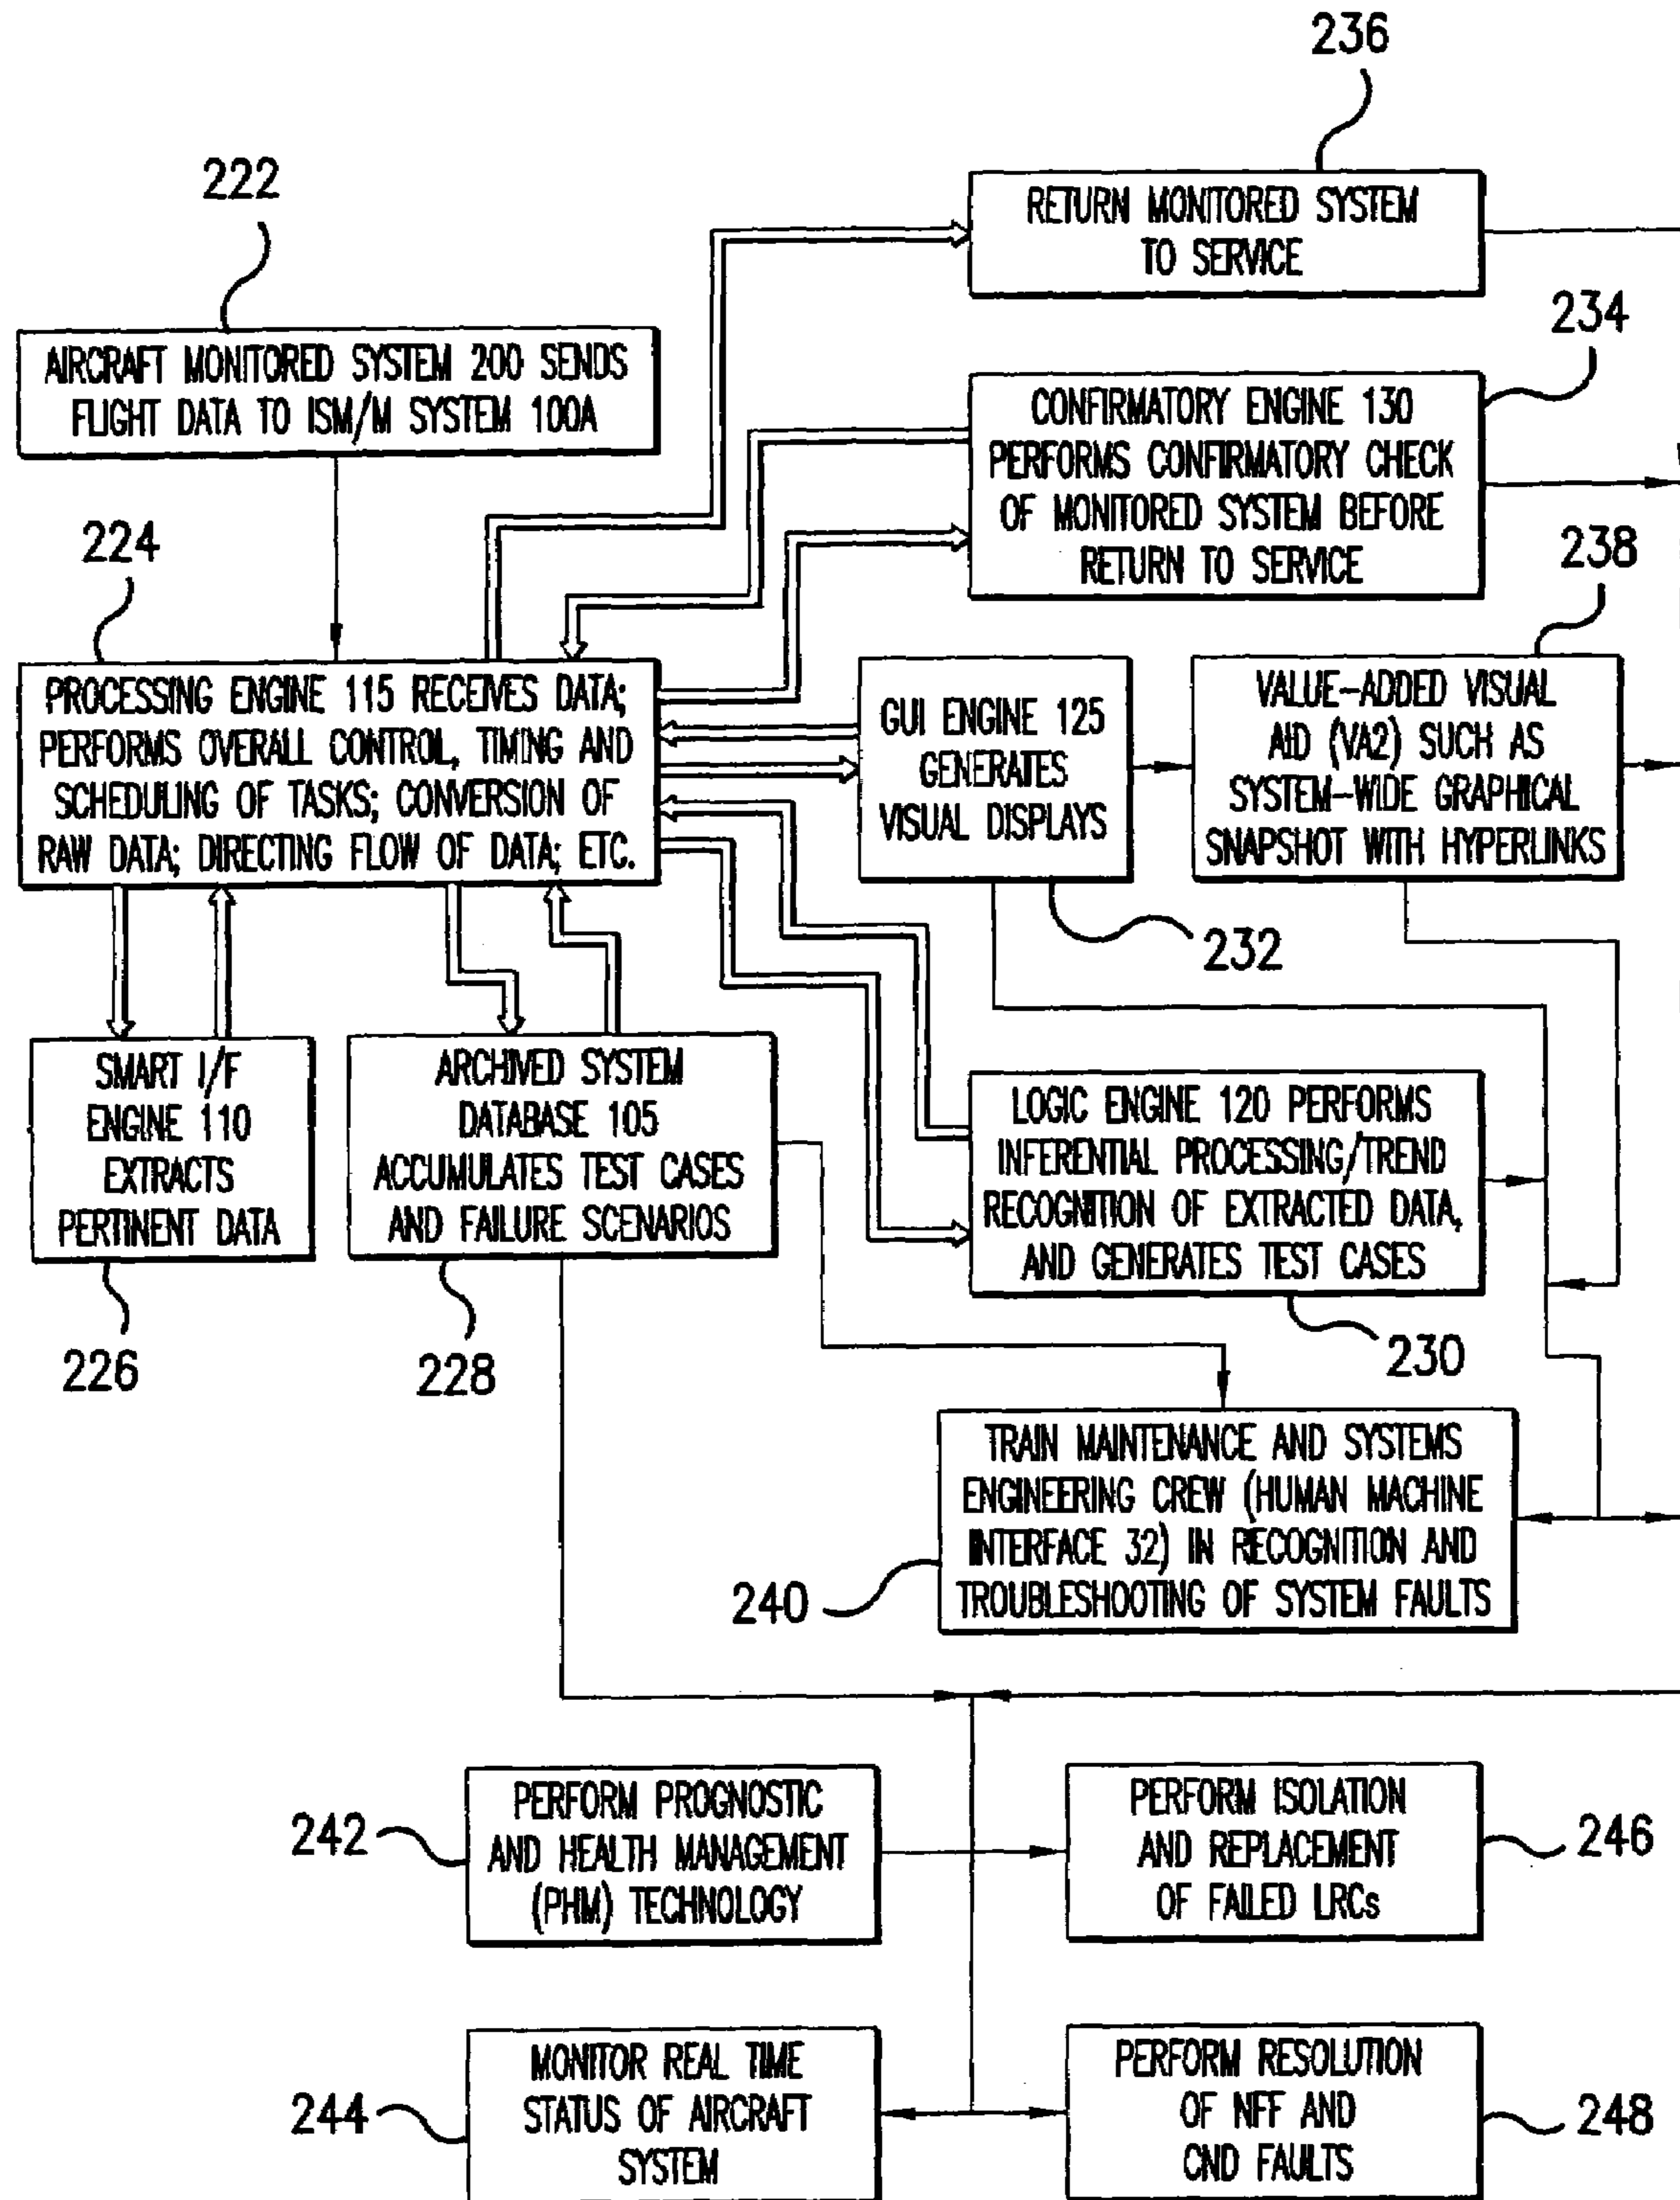 236
222
RETURN MONITORED SYSTEM
TO SERVICE
234
AIRCRAFT MONITORED SYSTEM 200 SENDS
FLIGHT DATA TO ISM/M SYSTEM 100A
CONFIRMATORY ENGINE 130
PERFORMS CONFIRMATORY CHECK
OF MONITORED SYSTEM BEFORE
RETURN TO SERVICE
224
238
PROCESSING ENGINE 115 RECEIVES DATA;
PERFORMS OVERALL CONTROL, TIMING AND
SCHEDULING OF TASKS; CONVERSION OF
RAW DATA; DIRECTING FLOW OF DATA; ETC.
GUI ENGINE 125
GENERATES
VISUAL DISPLAYS
VALUE-ADDED VISUAL
AID (VA2) SUCH AS
SYSTEM-WIDE GRAPHICAL
SNAPSHOT WITH HYPERLINKS
232
SMART I/F
ENGINE 110
EXTRACTS
PERTINENT DATA
ARCHIVED SYSTEM
DATABASE 105
ACCUMULATES TEST CASES
AND FAILURE SCENARIOS
LOGIC ENGINE 120 PERFORMS
INFERENTIAL PROCESSING/TREND
RECOGNITION OF EXTRACTED DATA,
AND GENERATES TEST CASES
226
228
230
TRAIN MAINTENANCE AND SYSTEMS
ENGINEERING CREW (HUMAN MACHINE
INTERFACE 32) IN RECOGNITION AND
TROUBLESHOOTING OF SYSTEM FAULTS
240
242
PERFORM PROGNOSTIC
AND HEALTH MANAGEMENT
(PHM) TECHNOLOGY
PERFORM ISOLATION
AND REPLACEMENT
OF FAILED LRCs
246
244
MONITOR REAL TIME
STATUS OF AIRCRAFT
SYSTEM
PERFORM RESOLUTION
OF NFF AND
CND FAULTS
248